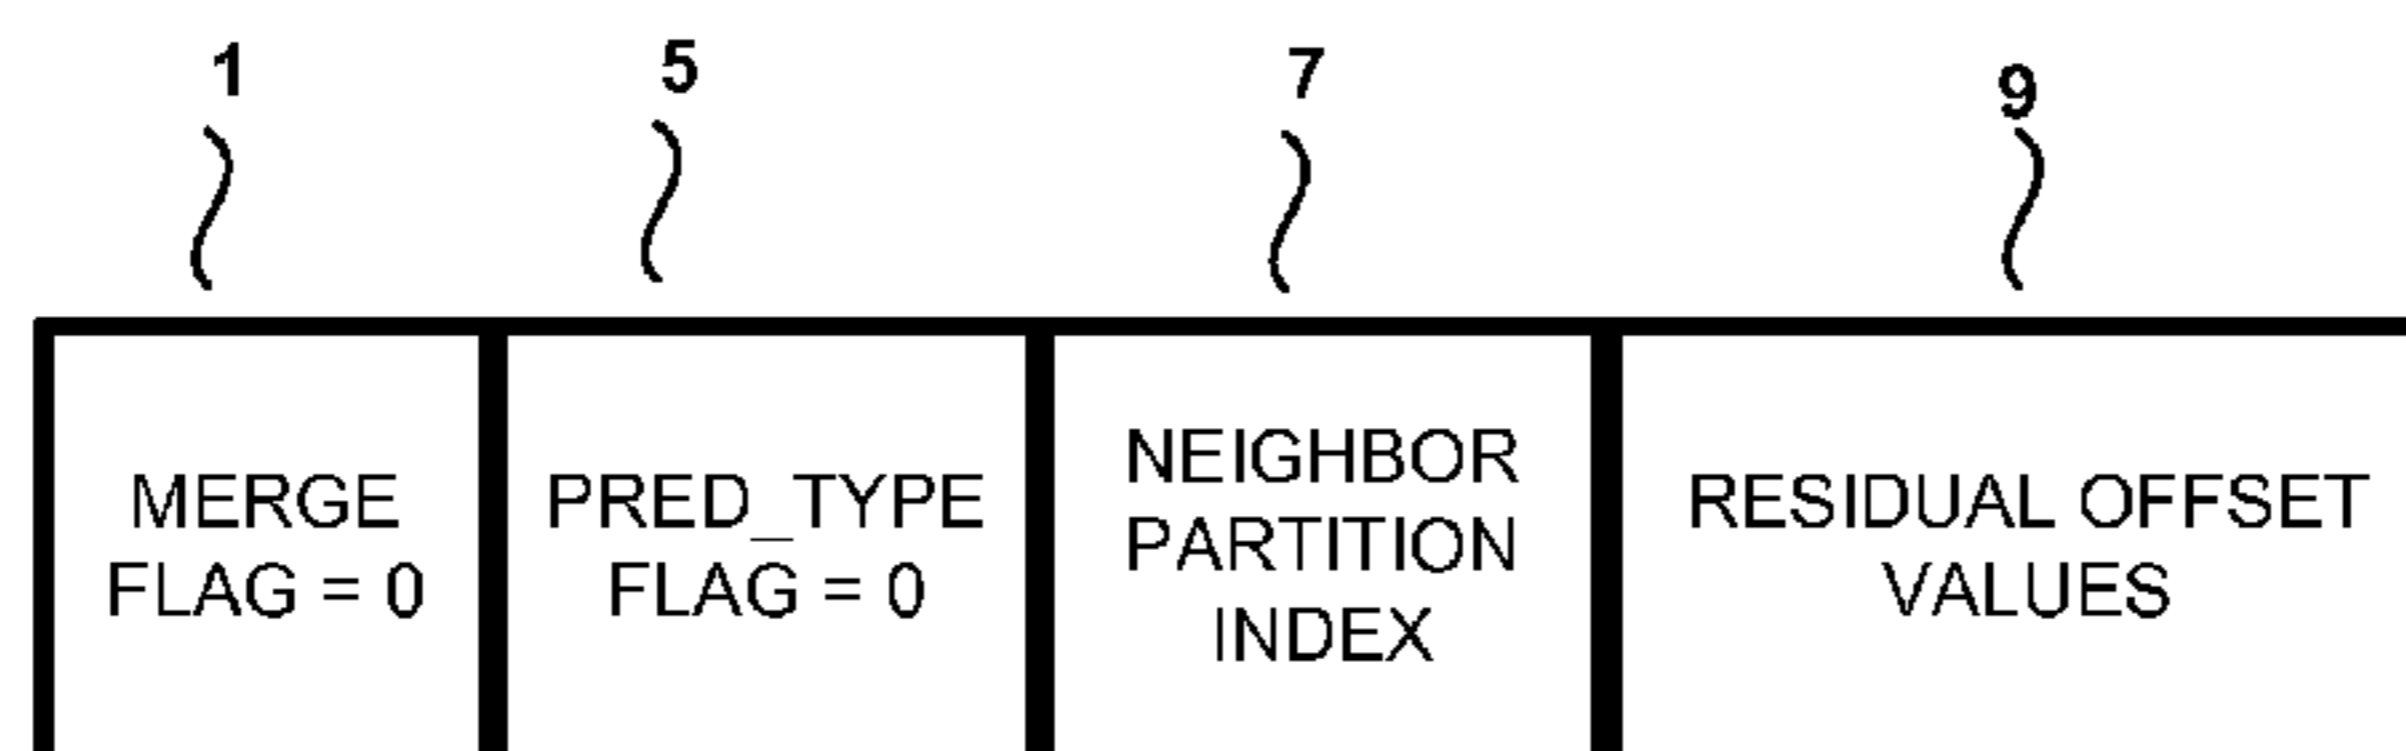 1 5 7 9
MERGE
FLAG = 0
PRED_TYPE
FLAG = 0
NEIGHBOR
PARTITION
INDEX
RESIDUAL OFFSET
VALUES